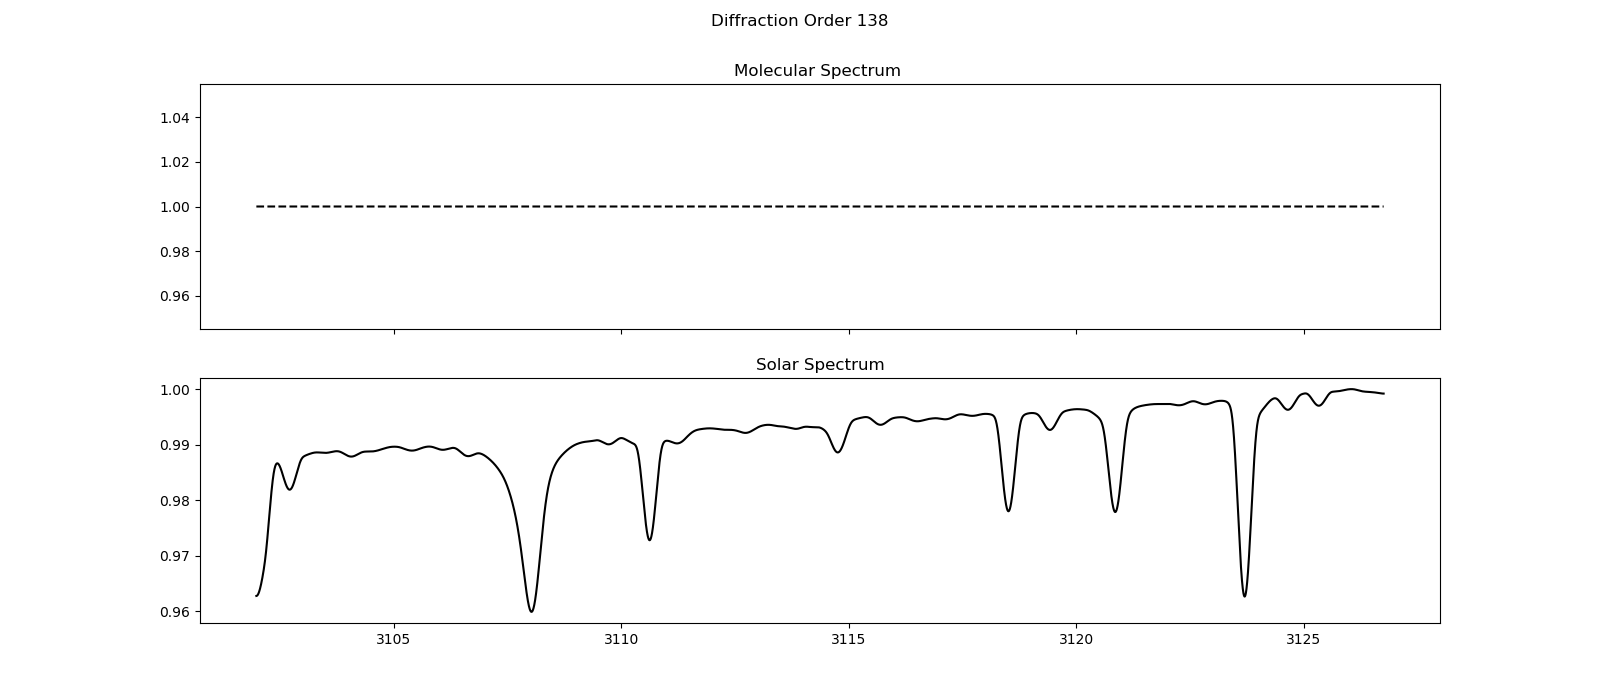 Diffraction Order 138
Molecular Spectrum
1.04
1.02
1.00
0.98
0.96
Solar Spectrum
1.00
0.99
0.98
0.97
0.96
3105 3110 3115 3120 3125